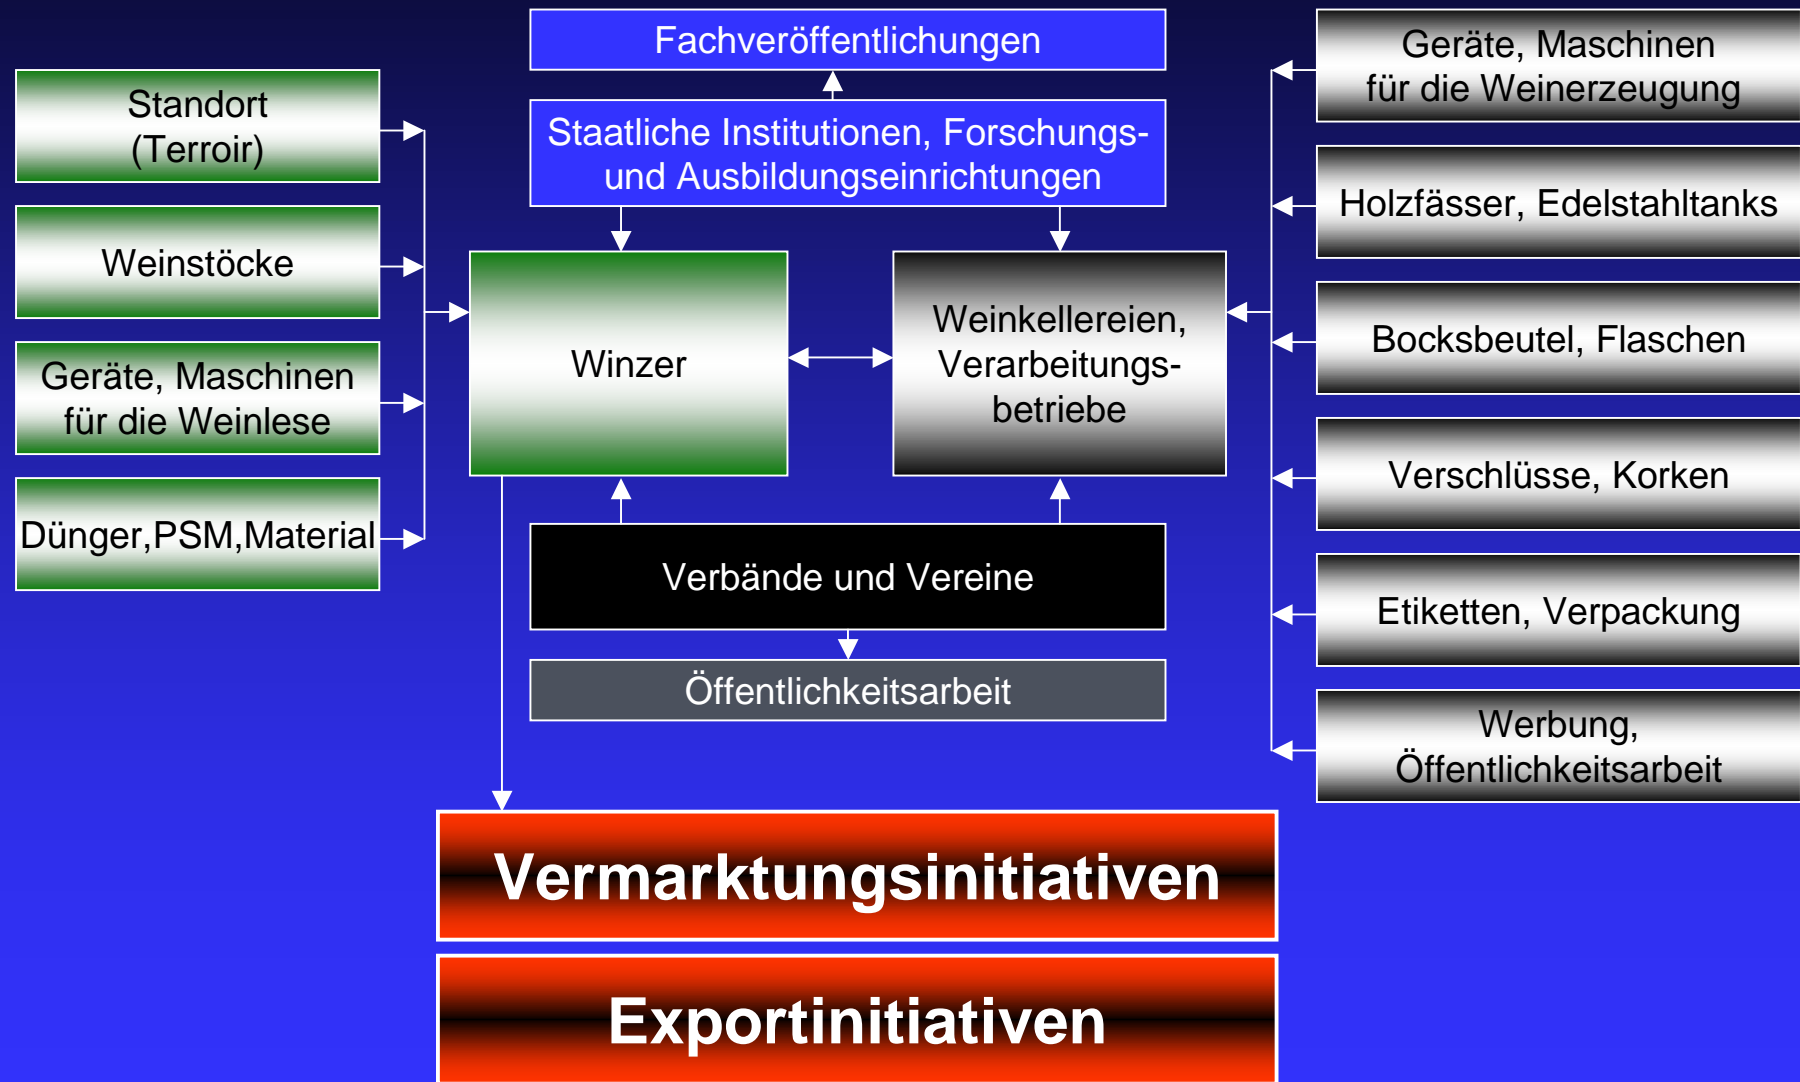 Fachveröffentlichungen
Staatliche Institutionen, Forschungs-
und Ausbildungseinrichtungen
Standort
(Terroir)
Weinstöcke
Geräte, Maschinen
für die Weinlese
Dünger,PSM,Material
Winzer
Weinkellereien,
Verarbeitungs-
betriebe
Verbände und Vereine
Öffentlichkeitsarbeit
Geräte, Maschinen
für die Weinerzeugung
Holzfässer, Edelstahltanks
Bocksbeutel, Flaschen
Verschlüsse, Korken
Etiketten, Verpackung
Werbung,
Öffentlichkeitsarbeit
Vermarktungsinitiativen
Exportinitiativen